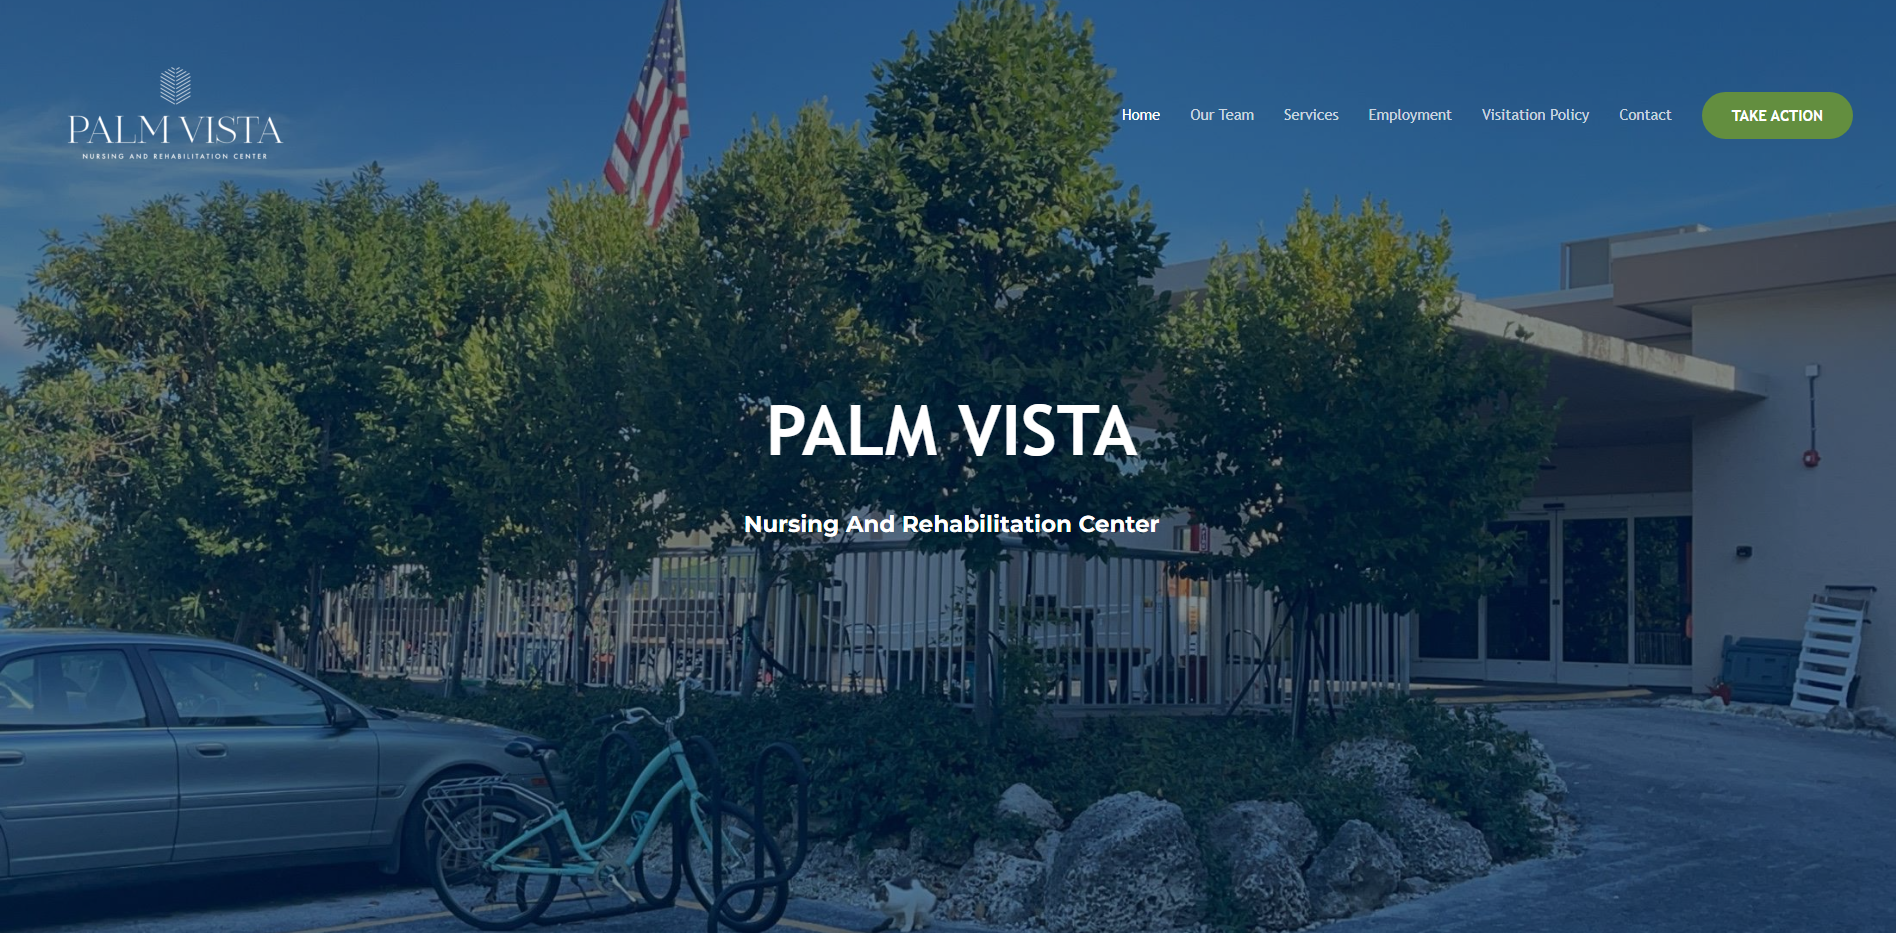 PALM VISTA
NURSING AND REHABILITATION CENTER
Home Our Team Services Employment Visitation Policy Contact TAKE ACTION
PALM VISTA
Nursing And Rehabilitation Center